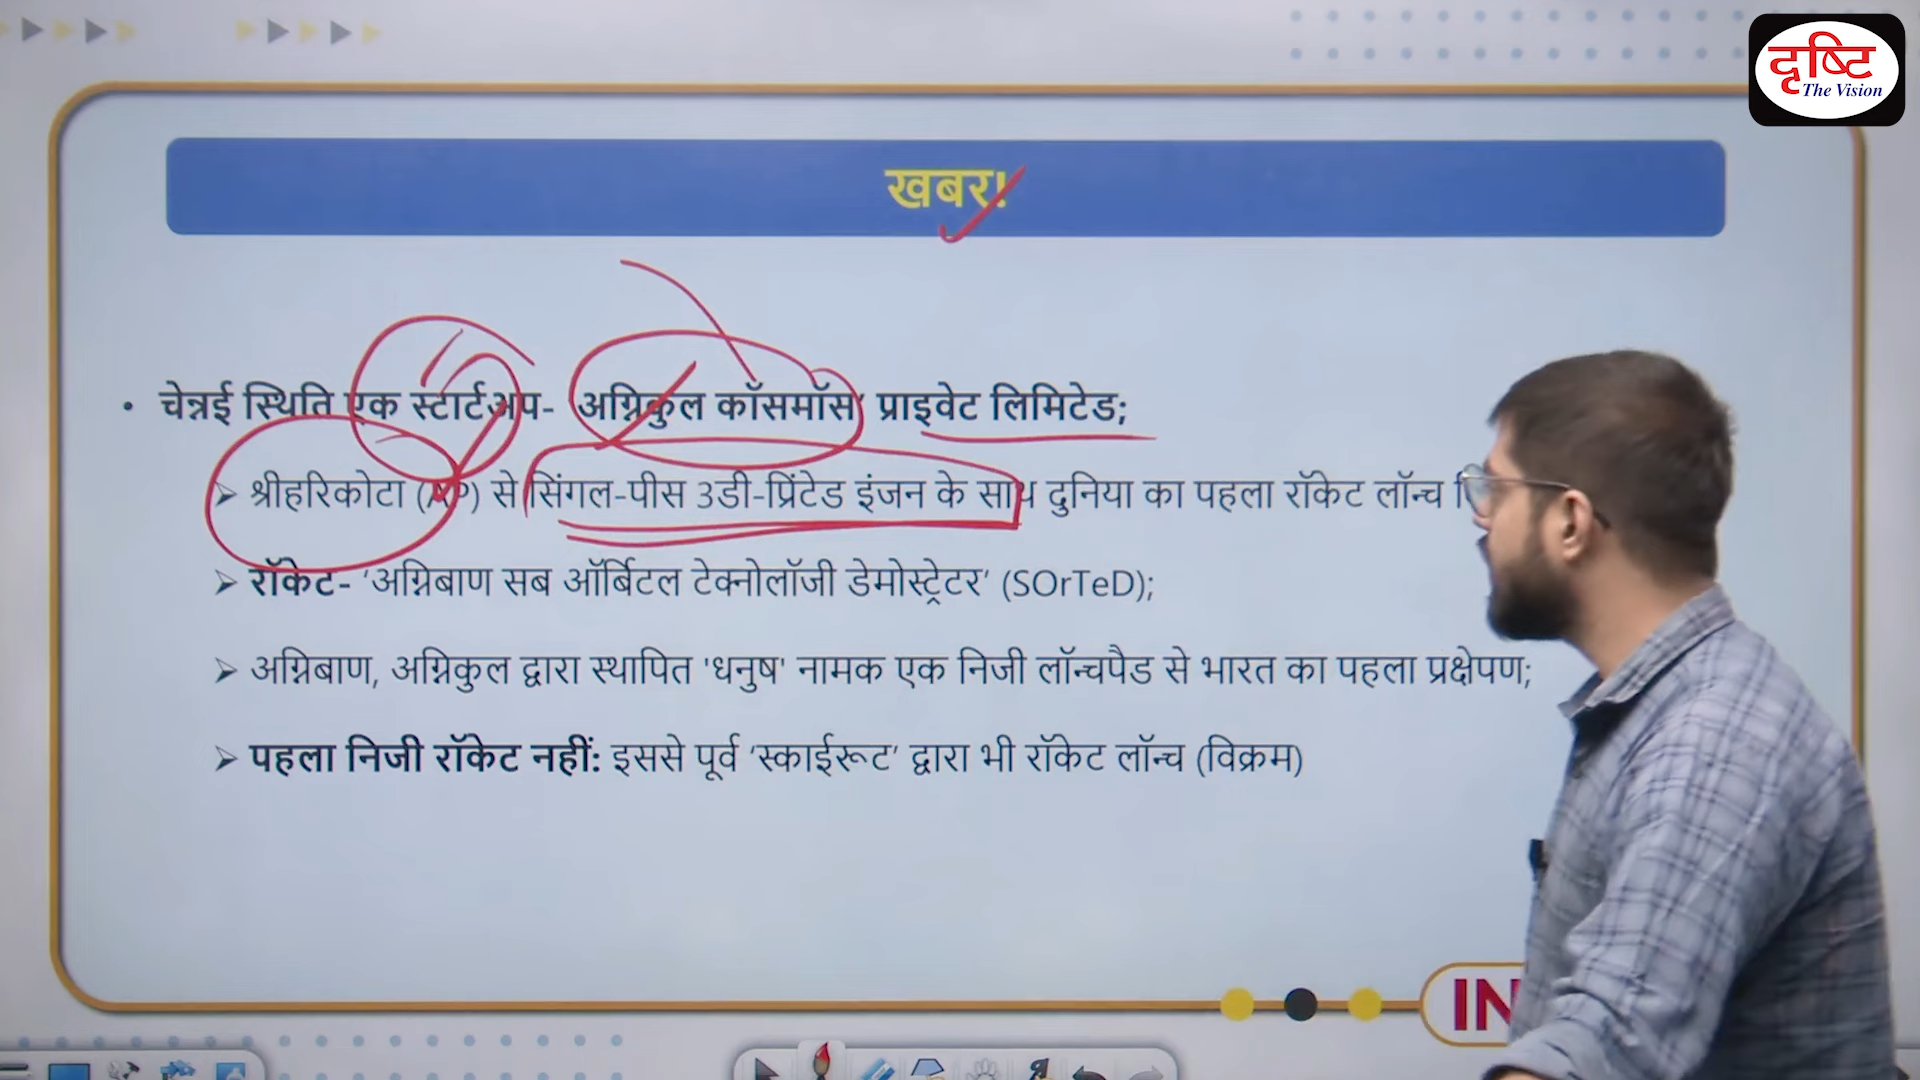 दृष्टि
The Vision
खबर!
• चेन्नई स्थिति एक स्टार्टअप- 'अग्निकुल कॉसमॉस' प्राइवेट लिमिटेड;
➢ श्रीहरिकोटा (AP) से सिंगल-पीस 3डी-प्रिंटेड इंजन के साथ दुनिया का पहला रॉकेट लॉन्च
➢ रॉकेट- 'अग्निबाण सब ऑर्बिटल टेक्नोलॉजी डेमोस्ट्रेटर' (SOrTeD);
➢ अग्निबाण, अग्निकुल द्वारा स्थापित 'धनुष' नामक एक निजी लॉन्चपैड से भारत का पहला प्रक्षेपण;
➢ पहला निजी रॉकेट नहीं: इससे पूर्व 'स्काईरूट' द्वारा भी रॉकेट लॉन्च (विक्रम)
IN